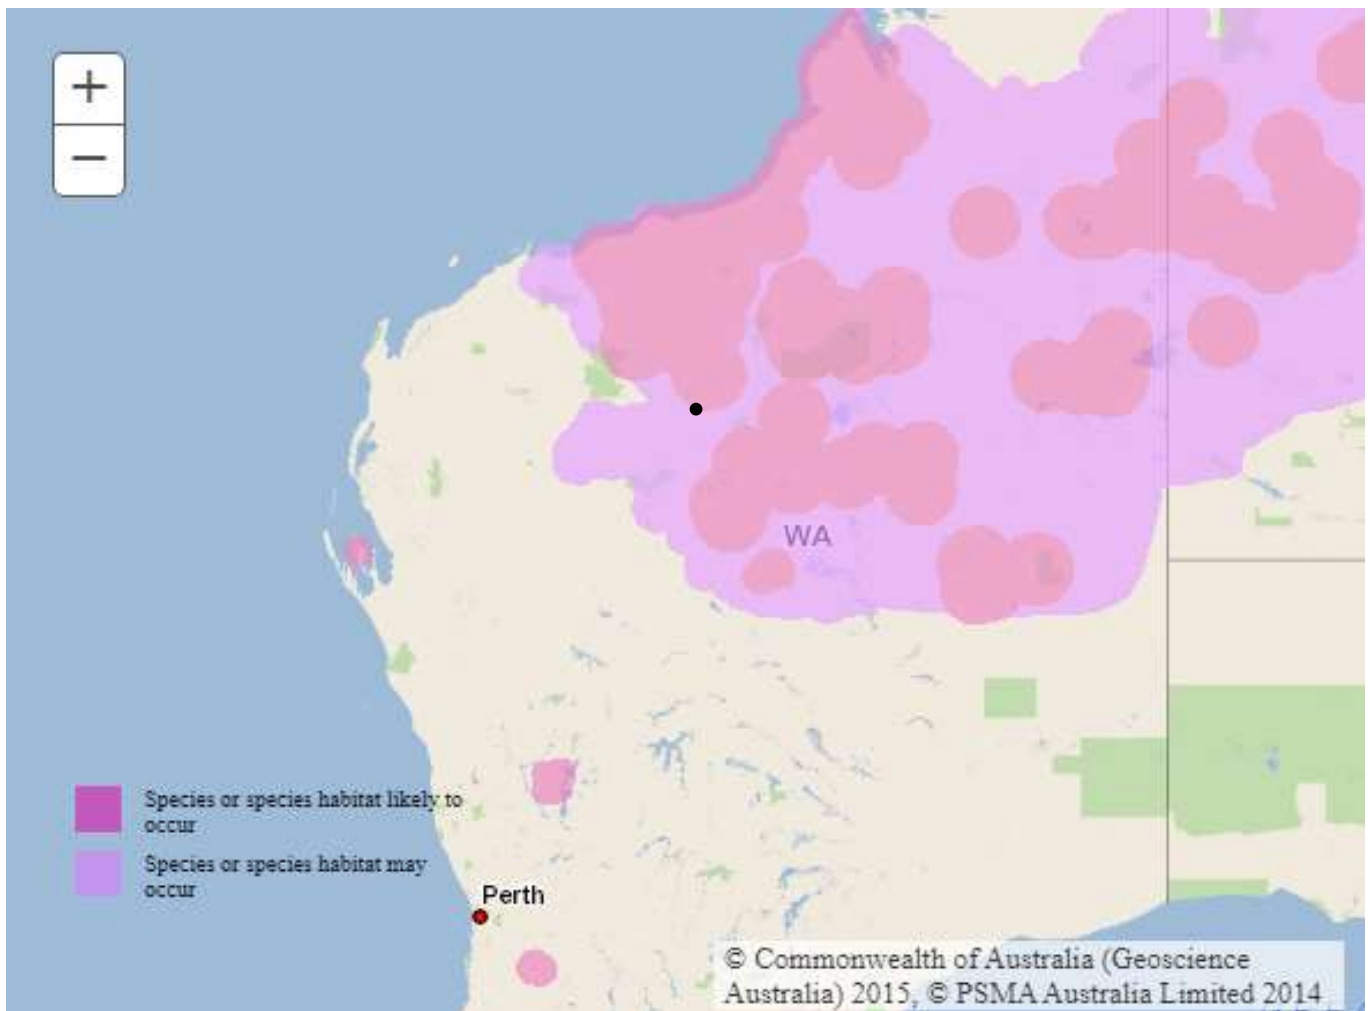 +
−
WA
Species or species habitat likely to
occur
Species or species habitat may
occur
Perth
© Commonwealth of Australia (Geoscience
Australia) 2015, © PSMA Australia Limited 2014